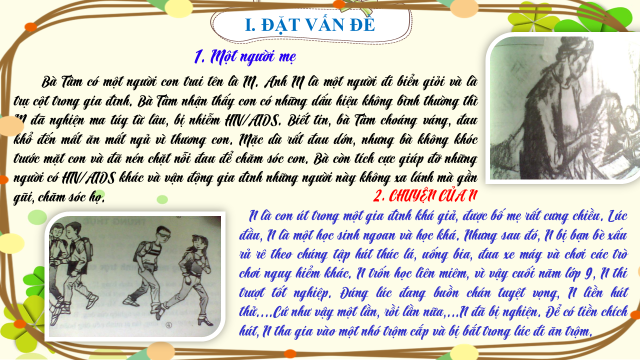 I. ĐẶT VẤN ĐỀ
1. Một người mẹ
Bà Tâm có một người con trai tên là M. Anh M là một người đi biển giỏi và là
trụ cột trong gia đình. Bà Tâm nhận thấy con có những dấu hiệu không bình thường thì
M đã nghiện ma túy từ lâu, bị nhiễm HIV/AIDS. Biết tin, bà Tâm choáng váng, đau
khổ đến mất ăn mất ngủ vì thương con. Mặc dù rất đau đớn, nhưng bà không khóc
trước mặt con và đã nén chặt nỗi đau để chăm sóc con. Bà còn tích cực giúp đỡ những
người có HIV/AIDS khác và vận động gia đình những người này không xa lánh mà gần
gũi, chăm sóc họ.
2. CHUYỆN CỦA N
N là con út trong một gia đình khá giả, được bố mẹ rất cưng chiều. Lúc
đầu, N là một học sinh ngoan và học khá. Nhưng sau đó, N bị bạn bè xấu
rủ rê theo chúng tập hút thuốc lá, uống bia, đua xe máy và chơi các trò
chơi nguy hiểm khác. N trốn học liên miên, vì vậy cuối năm lớp 9, N thi
trượt tốt nghiệp. Đúng lúc đang buồn chán tuyệt vọng, N liền hút
thử,...Cứ như vậy một lần, rồi lần nữa,...N đã bị nghiện. Để có tiền chích
hút, N tha gia vào một nhó trộm cắp và bị bắt trong lúc đi ăn trộm.